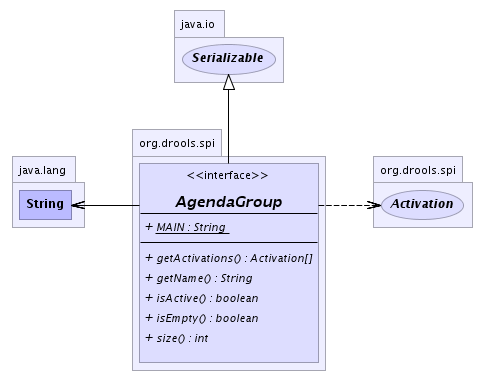 java.io
Serializable
org.drools.spi
<<interface>>
AgendaGroup
+ MAIN : String
+ getActivations() : Activation[]
+ getName() : String
+ isActive() : boolean
+ isEmpty() : boolean
+ size() : int
java.lang
String
org.drools.spi
Activation